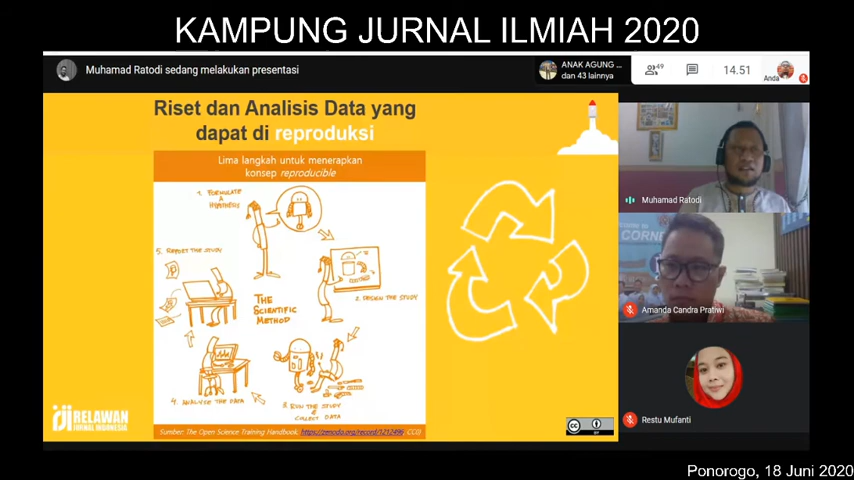 KAMPUNG JURNAL ILMIAH 2020
Muhamad Ratodi sedang melakukan presentasi
ANAK AGUNG ...
dan 43 lainnya
49
14.51
Anda
Riset dan Analisis Data yang
dapat di reproduksi
Lima langkah untuk menerapkan
konsep reproducible
1. FORMULATE
A
HYPOTHESIS
5. REPORT THE STUDY
THE
SCIENTIFIC
METHOD
2. DESIGN THE STUDY
4. ANALYSE THE DATA
3. RUN THE STUDY
&
COLLECT DATA
RELAWAN
JURNAL INDONESIA
Sumber: The Open Science Training Handbook; https://zenodo.org/record/1212496 CC0)
cc
BY
Muhamad Ratodi
CORNE
Amanda Candra Pratiwi
Restu Mufanti
Ponorogo, 18 Juni 2020